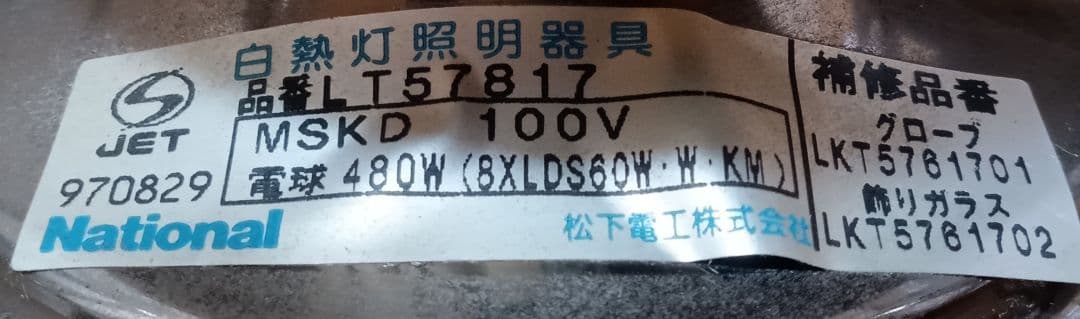 白熱灯照明器具
品番LT57817
MSKD 100V
電球 480W (8XLDS60W・W・KM)
JET
970829
National
松下電工株式会社
補修品番
グローブ
LKT5761701
飾りガラス
LKT5761702